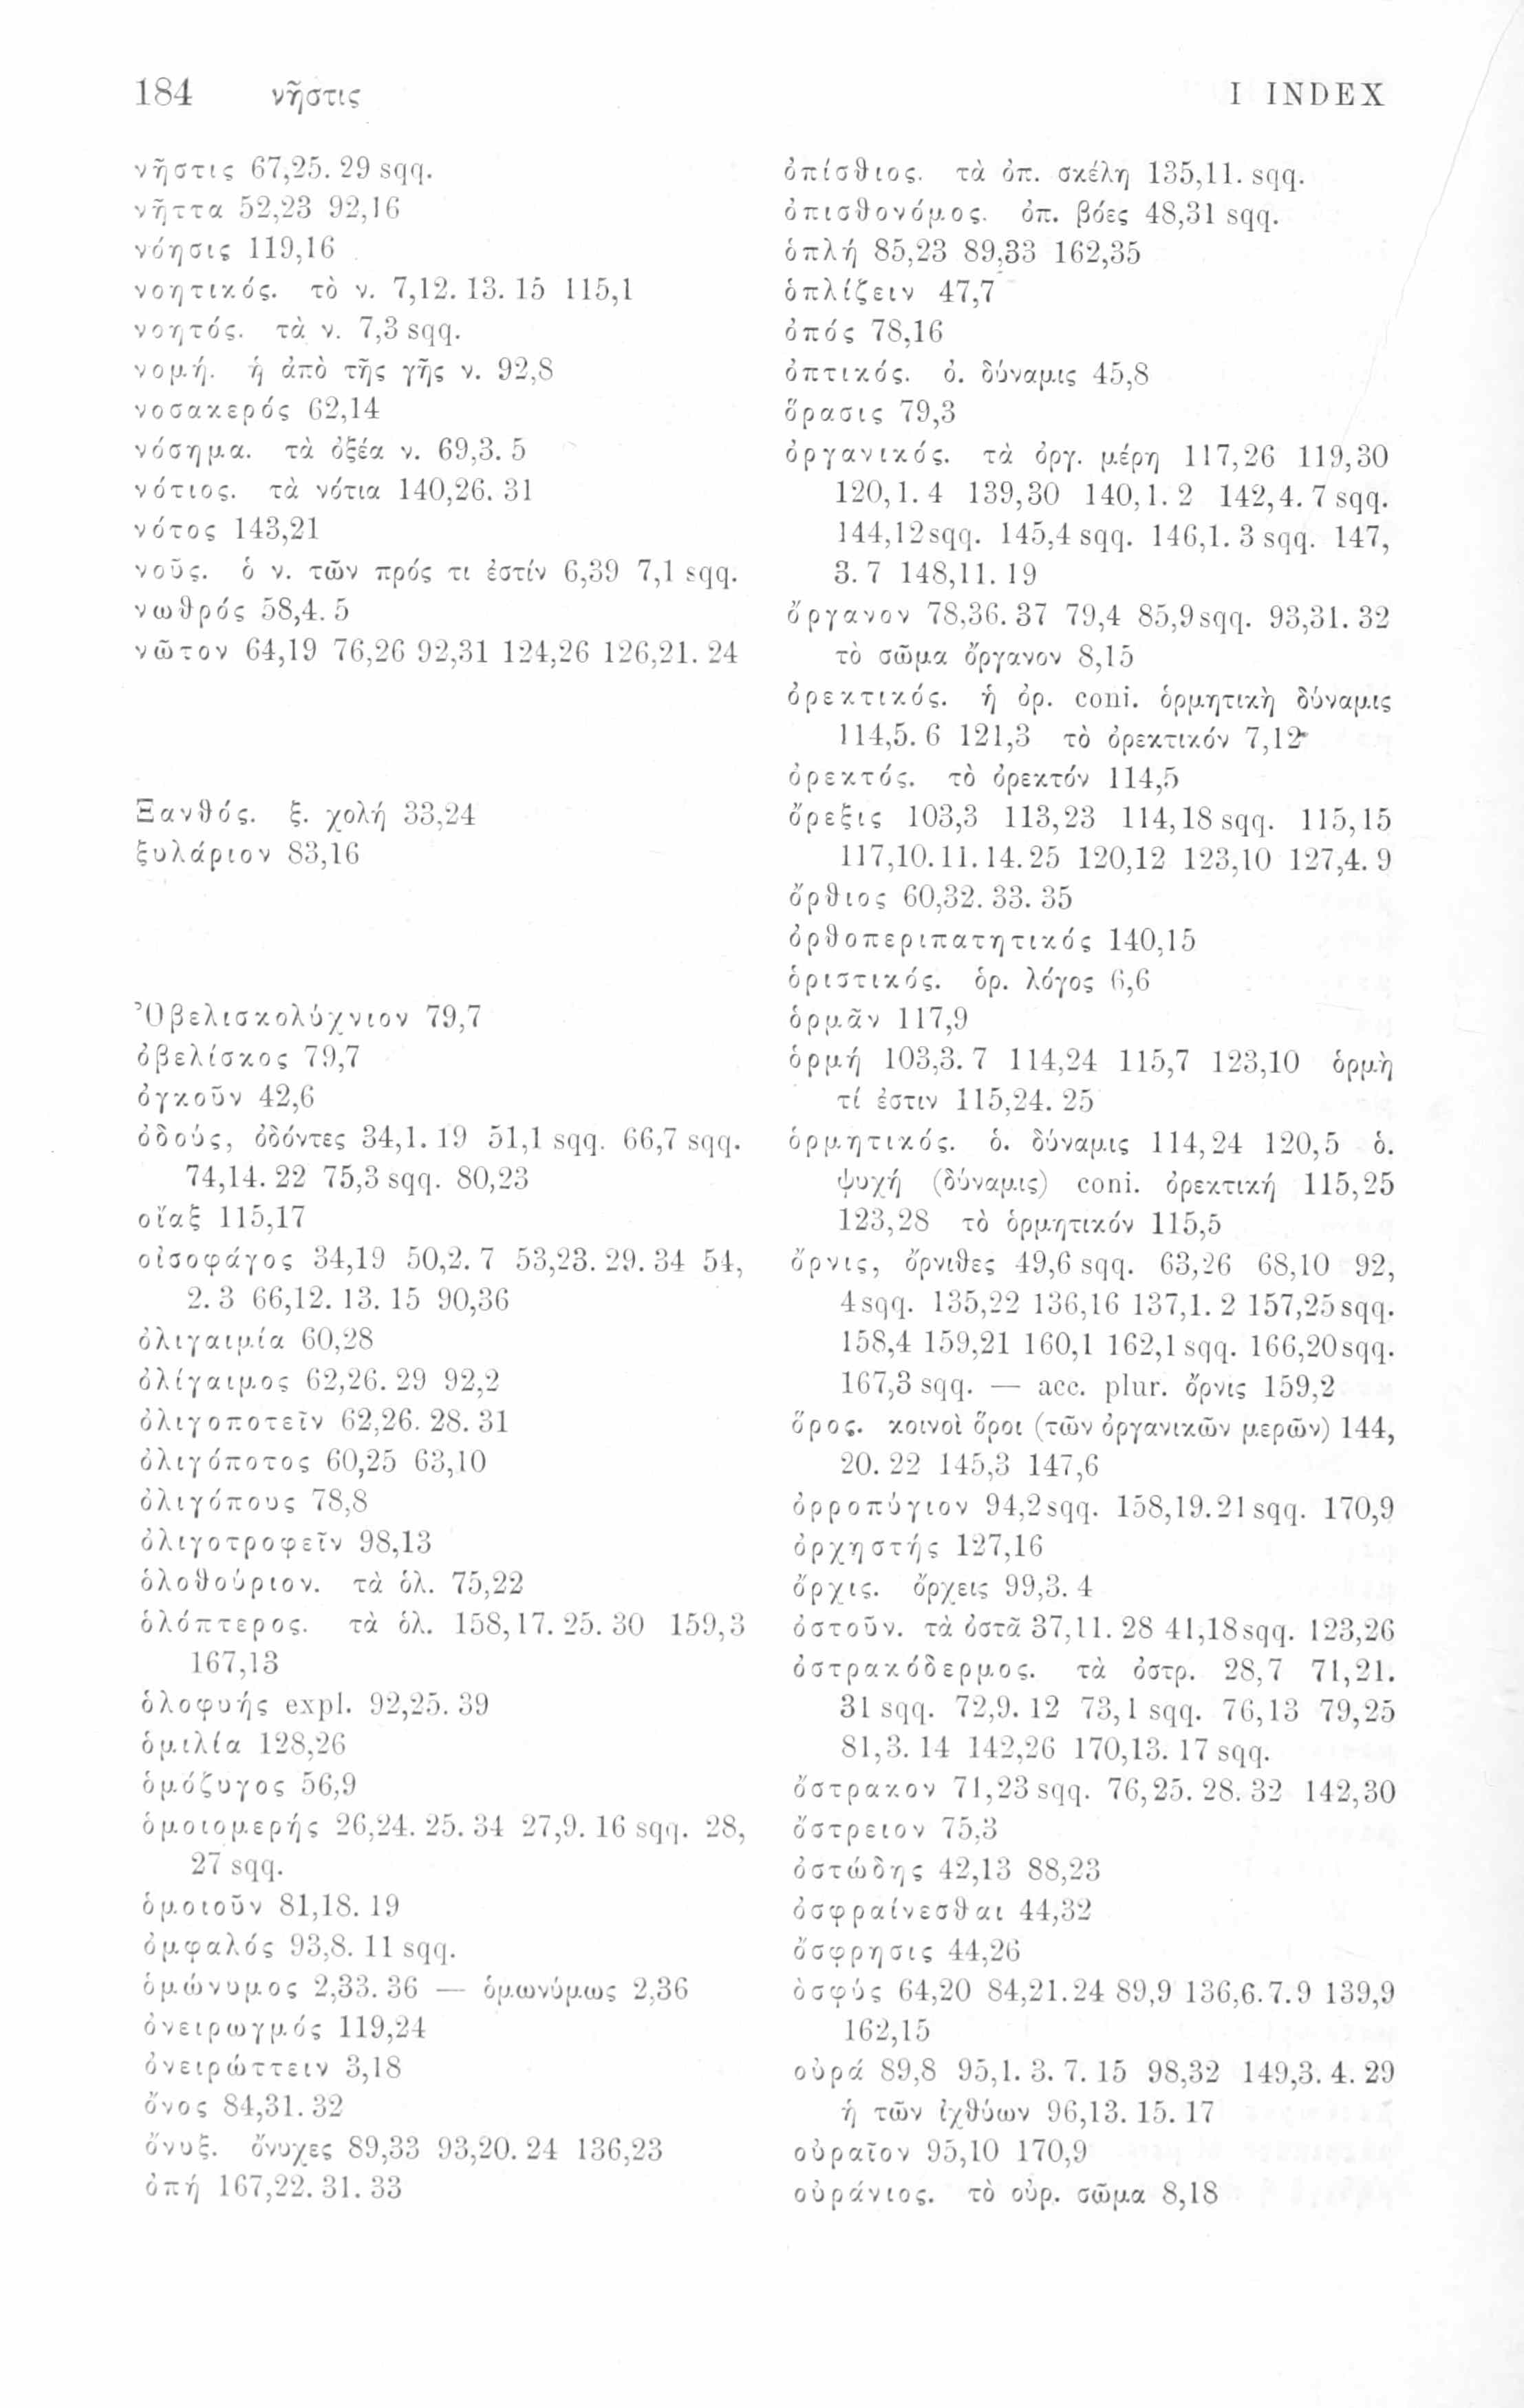 184 νῆστις I INDEX
νῆστις 67,25. 29 sqq.
νῆττα 52,23 92,16
νόησις 119,16
νοητικός. τὸ ν. 7,12. 13. 15 115,1
νοητός. τὰ ν. 7,3 sqq.
νομή. ἡ ἀπὸ τῆς γῆς ν. 92,8
νοσακερός 62,14
νόσημα. τὰ ὀξέα ν. 69,3. 5
νότιος. τὰ νότια 140,26. 31
νότος 143,21
νοῦς. ὁ ν. τῶν πρός τι ἐστίν 6,39 7,1 sqq.
νωθρός 58,4. 5
νῶτον 64,19 76,26 92,31 124,26 126,21. 24
Ξανθός. ξ. χολή 33,24
ξυλάριον 83,16
Ὀβελισκολύχνιον 79,7
ὀβελίσκος 79,7
ὀγκοῦν 42,6
ὀδούς, ὀδόντες 34,1. 19 51,1 sqq. 66,7 sqq.
74,14. 22 75,3 sqq. 80,23
οἴαξ 115,17
οἰσοφάγος 34,19 50,2. 7 53,23. 29. 34 54,
2. 3 66,12. 13. 15 90,36
ὀλιγαιμία 60,28
ὀλίγαιμος 62,26. 29 92,2
ὀλιγοποτεῖν 62,26. 28. 31
ὀλιγόποτος 60,25 63,10
ὀλιγόπους 78,8
ὀλιγοτροφεῖν 98,13
ὁλοθούριον. τὰ ὁλ. 75,22
ὁλόπτερος. τὰ ὁλ. 158,17. 25. 30 159,3
167,13
ὁλοφυής expl. 92,25. 39
ὁμιλία 128,26
ὁμόζυγος 56,9
ὁμοιομερής 26,24. 25. 34 27,9. 16 sqq. 28,
27 sqq.
ὁμοιοῦν 81,18. 19
ὀμφαλός 93,8. 11 sqq.
ὁμώνυμος 2,33. 36 — ὁμωνύμως 2,36
ὀνειρωγμός 119,24
ὀνειρώττειν 3,18
ὄνος 84,31. 32
ὄνυξ. ὄνυχες 89,33 93,20. 24 136,23
ὀπή 167,22. 31. 33
ὀπίσθιος. τὰ ὀπ. σκέλη 135,11. sqq.
ὀπισθονόμος. ὀπ. βόες 48,31 sqq.
ὁπλή 85,23 89,33 162,35
ὁπλίζειν 47,7
ὀπός 78,16
ὀπτικός. ὀ. δύναμις 45,8
ὅρασις 79,3
ὀργανικός. τὰ ὀργ. μέρη 117,26 119,30
120,1. 4 139,30 140,1. 2 142,4. 7 sqq.
144,12 sqq. 145,4 sqq. 146,1. 3 sqq. 147,
3. 7 148,11. 19
ὄργανον 78,36. 37 79,4 85,9 sqq. 93,31. 32
τὸ σῶμα ὄργανον 8,15
ὀρεκτικός. ἡ ὀρ. coni. ὁρμητικὴ δύναμις
114,5. 6 121,3 τὸ ὀρεκτικόν 7,12
ὀρεκτός. τὸ ὀρεκτόν 114,5
ὄρεξις 103,3 113,23 114,18 sqq. 115,15
117,10. 11. 14. 25 120,12 123,10 127,4. 9
ὄρθιος 60,32. 33. 35
ὀρθοπεριπατητικός 140,15
ὁριστικός. ὁρ. λόγος 6,6
ὁρμᾶν 117,9
ὁρμή 103,3. 7 114,24 115,7 123,10 ὁρμὴ
τί ἐστιν 115,24. 25
ὁρμητικός. ὁ. δύναμις 114,24 120,5 ὁ.
ψυχή (δύναμις) coni. ὀρεκτική 115,25
123,28 τὸ ὁρμητικόν 115,5
ὄρνις, ὄρνιθες 49,6 sqq. 63,26 68,10 92,
4 sqq. 135,22 136,16 137,1. 2 157,25 sqq.
158,4 159,21 160,1 162,1 sqq. 166,20 sqq.
167,3 sqq. — acc. plur. ὄρνις 159,2
ὅρος. κοινοὶ ὅροι (τῶν ὀργανικῶν μερῶν) 144,
20. 22 145,3 147,6
ὀρροπύγιον 94,2 sqq. 158,19. 21 sqq. 170,9
ὀρχηστής 127,16
ὄρχις. ὄρχεις 99,3. 4
ὀστοῦν. τὰ ὀστᾶ 37,11. 28 41,18 sqq. 123,26
ὀστρακόδερμος. τὰ ὀστρ. 28,7 71,21.
31 sqq. 72,9. 12 73,1 sqq. 76,13 79,25
81,3. 14 142,26 170,13. 17 sqq.
ὄστρακον 71,23 sqq. 76,25. 28. 32 142,30
ὄστρειον 75,3
ὀστώδης 42,13 88,23
ὀσφραίνεσθαι 44,32
ὄσφρησις 44,26
ὀσφύς 64,20 84,21. 24 89,9 136,6. 7. 9 139,9
162,15
οὐρά 89,8 95,1. 3. 7. 15 98,32 149,3. 4. 29
ἡ τῶν ἰχθύων 96,13. 15. 17
οὐραῖον 95,10 170,9
οὐράνιος. τὸ οὐρ. σῶμα 8,18